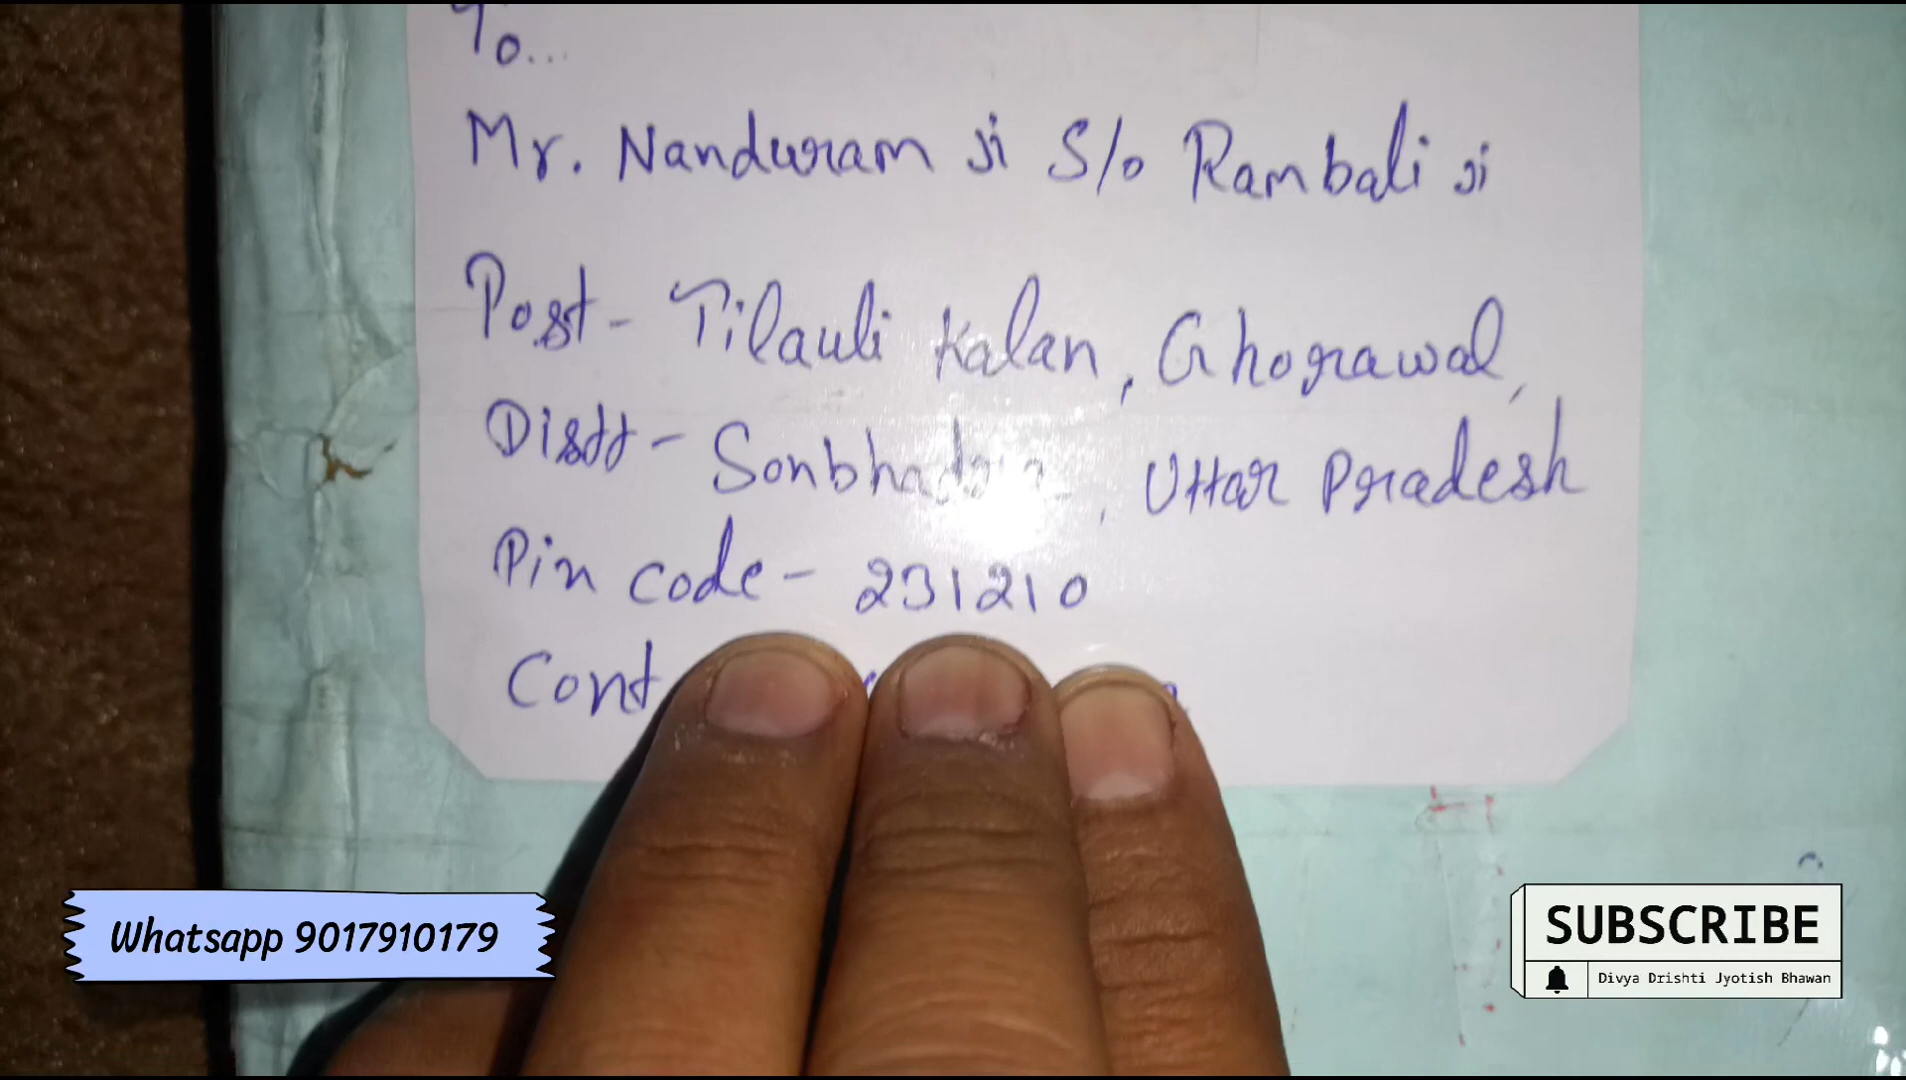 To...
Mr. Nanduram ji S/o Rambali ji
Post - Tilauli Kalan, Ghorawal,
Distt - Sonbhadra, Uttar Pradesh
Pin code - 231210
Cont
Whatsapp 9017910179
SUBSCRIBE
Divya Drishti Jyotish Bhawan